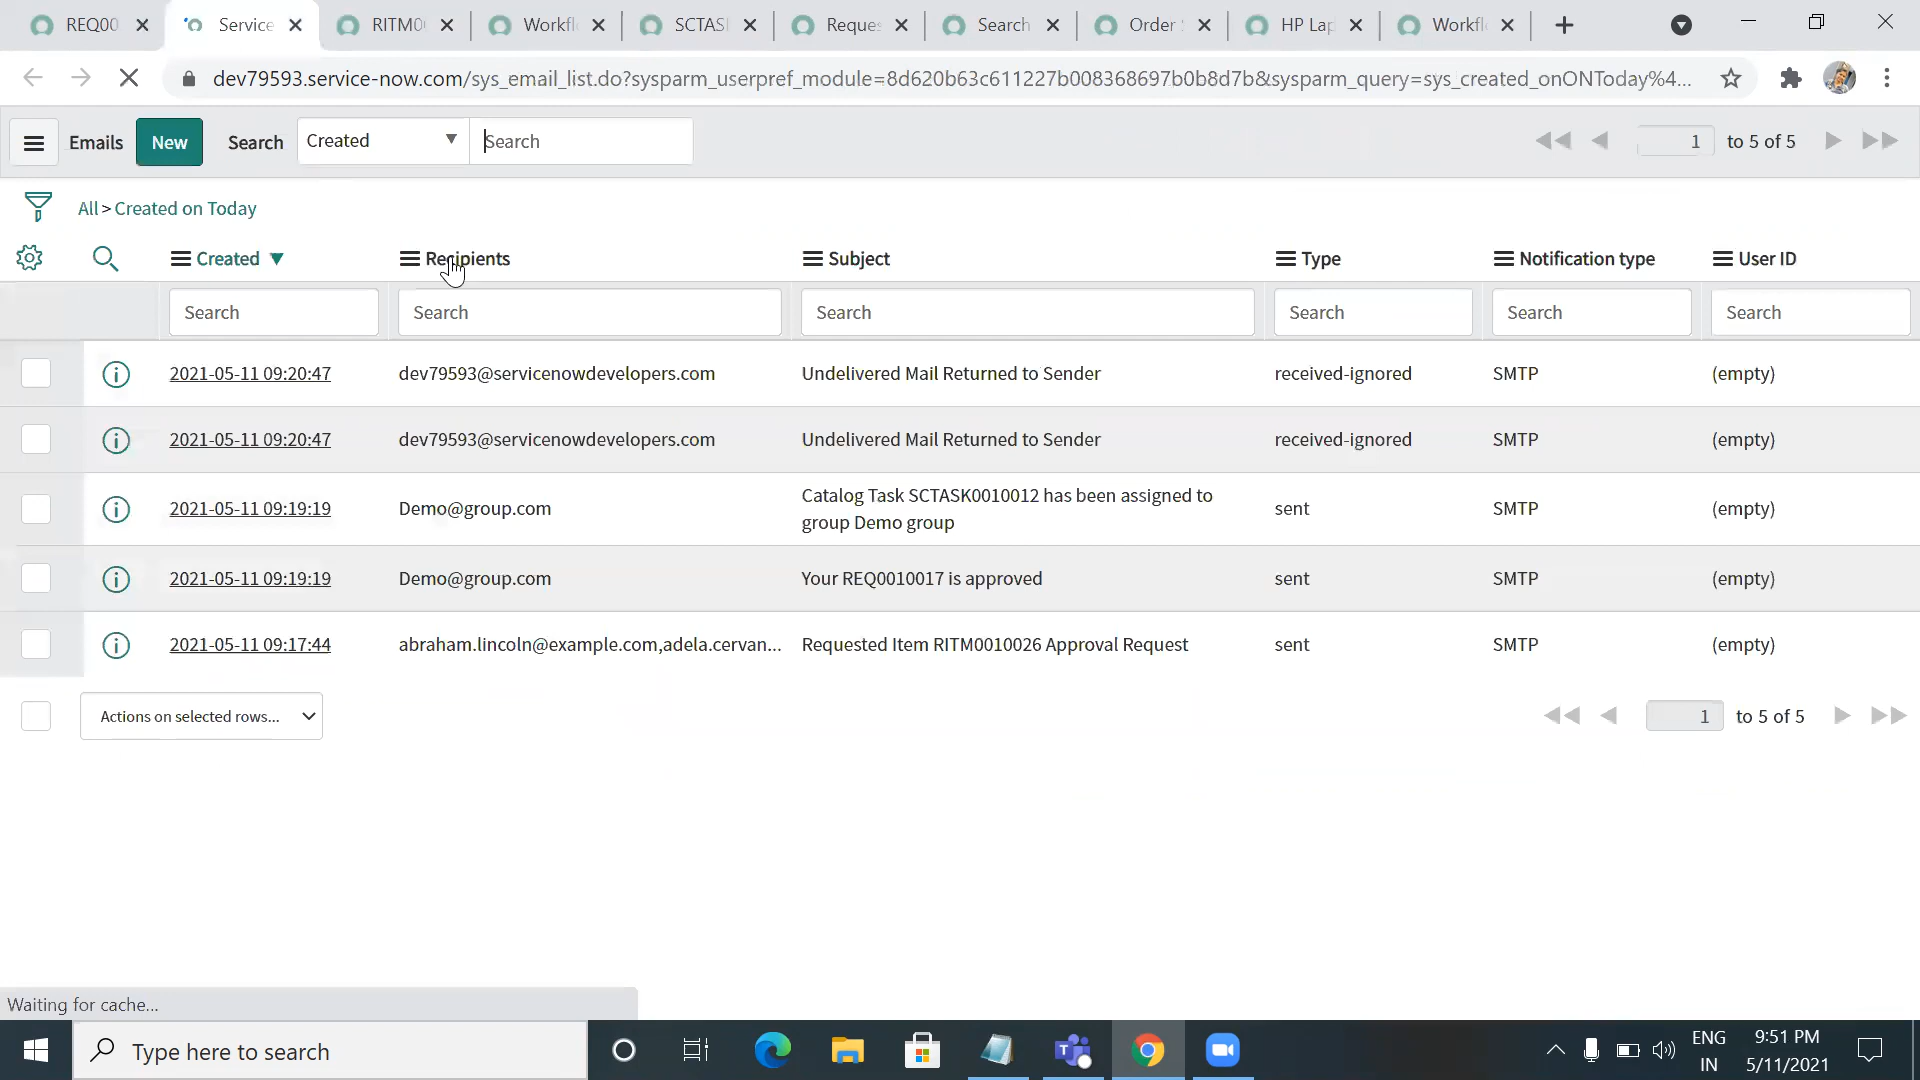 REQ00 Service RITM0 Workfl SCTAS Reques Search Order HP Lap Workfl
dev79593.service-now.com/sys_email_list.do?sysparm_userpref_module=8d620b63c611227b008368697b0b8d7b&sysparm_query=sys_created_onONToday%4...
Emails New Search Created Search 1 to 5 of 5
All > Created on Today
Created Recipients Subject Type Notification type User ID
Search Search Search Search Search Search
2021-05-11 09:20:47 dev79593@servicenowdevelopers.com Undelivered Mail Returned to Sender received-ignored SMTP (empty)
2021-05-11 09:20:47 dev79593@servicenowdevelopers.com Undelivered Mail Returned to Sender received-ignored SMTP (empty)
2021-05-11 09:19:19 Demo@group.com Catalog Task SCTASK0010012 has been assigned to
group Demo group sent SMTP (empty)
2021-05-11 09:19:19 Demo@group.com Your REQ0010017 is approved sent SMTP (empty)
2021-05-11 09:17:44 abraham.lincoln@example.com,adela.cervan... Requested Item RITM0010026 Approval Request sent SMTP (empty)
Actions on selected rows... 1 to 5 of 5
Waiting for cache...
Type here to search
ENG
IN
9:51 PM
5/11/2021